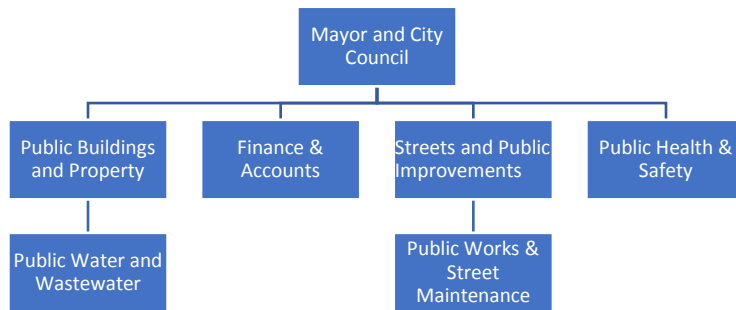 Mayor and City
Council
Public Buildings
and Property
Finance &
Accounts
Streets and Public
Improvements
Public Health &
Safety
Public Water and
Wastewater
Public Works &
Street
Maintenance